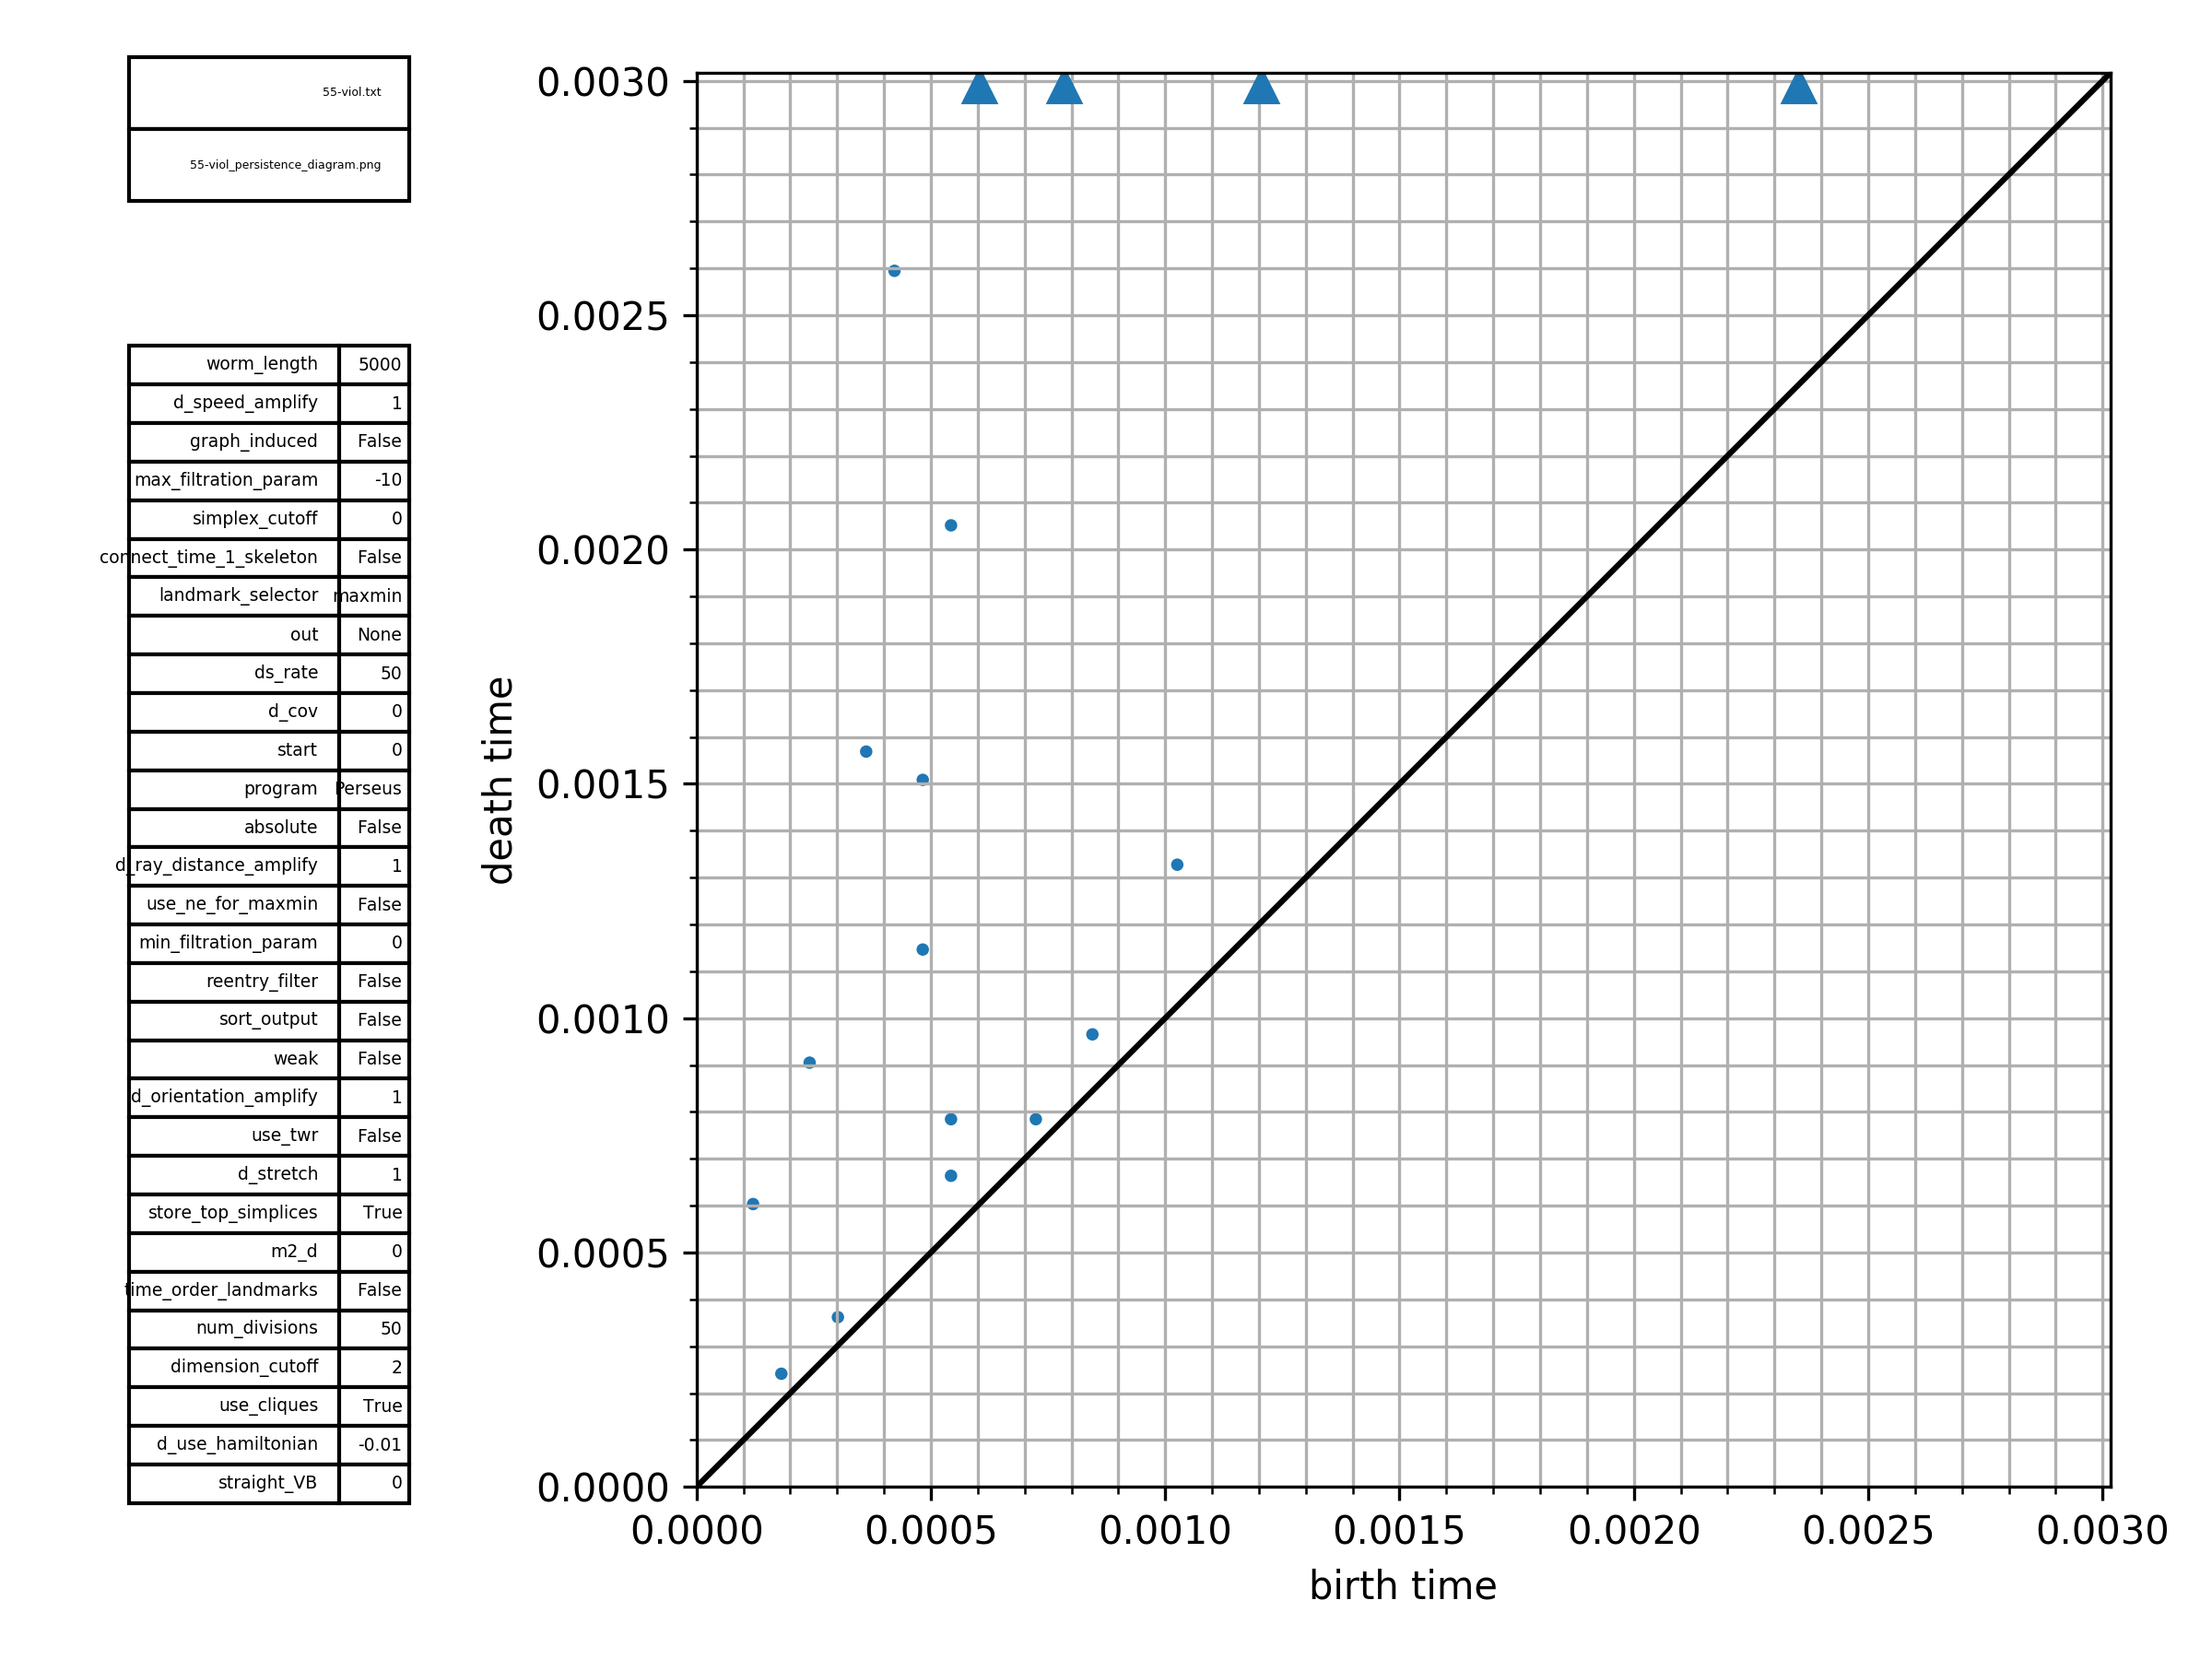 55-viol.txt
55-viol_persistence_diagram.png
worm_length 5000
d_speed_amplify 1
graph_induced False
max_filtration_param -10
simplex_cutoff 0
connect_time_1_skeleton False
landmark_selector maxmin
out None
ds_rate 50
d_cov 0
start 0
program Perseus
absolute False
d_ray_distance_amplify 1
use_ne_for_maxmin False
min_filtration_param 0
reentry_filter False
sort_output False
weak False
d_orientation_amplify 1
use_twr False
d_stretch 1
store_top_simplices True
m2_d 0
time_order_landmarks False
num_divisions 50
dimension_cutoff 2
use_cliques True
d_use_hamiltonian -0.01
straight_VB 0
death time
0.0030
0.0025
0.0020
0.0015
0.0010
0.0005
0.0000
0.0000 0.0005 0.0010 0.0015 0.0020 0.0025 0.0030
birth time